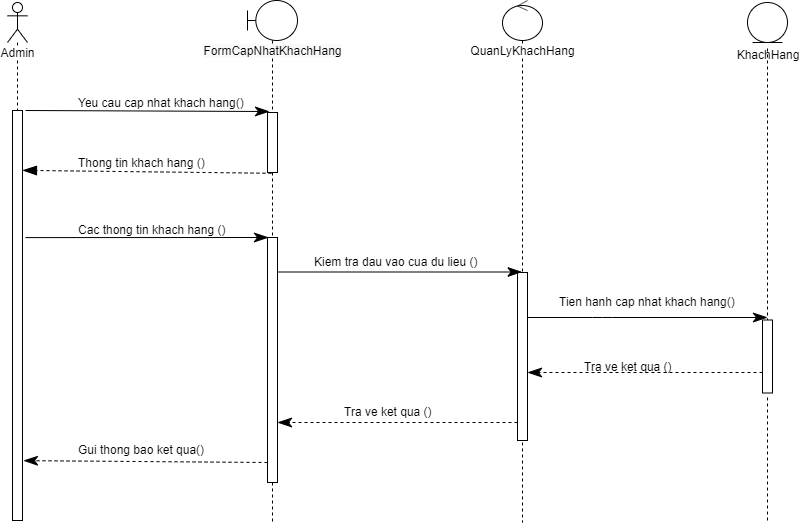 Admin
FormCapNhatKhachHang
QuanLyKhachHang
KhachHang
Yeu cau cap nhat khach hang()
Thong tin khach hang ()
Cac thong tin khach hang ()
Kiem tra dau vao cua du lieu ()
Tien hanh cap nhat khach hang()
Tra ve ket qua ()
Tra ve ket qua ()
Gui thong bao ket qua()